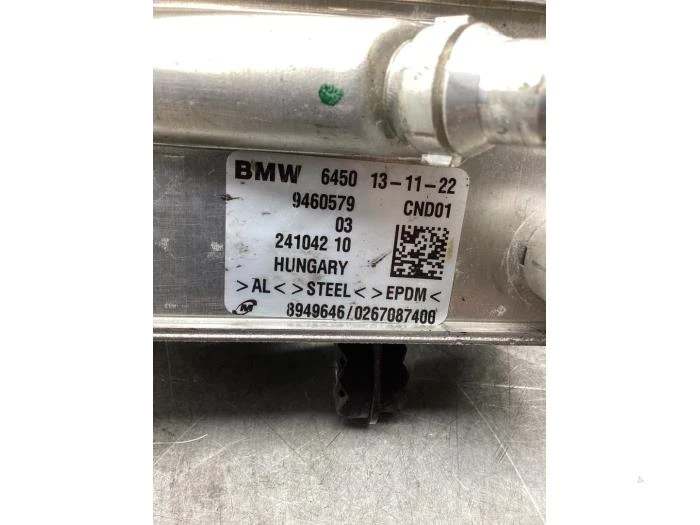 BMW 6450 13-11-22
9460579 CND01
03
241042 10
HUNGARY
>AL< >STEEL< >EPDM<
M 8949646/0267087400